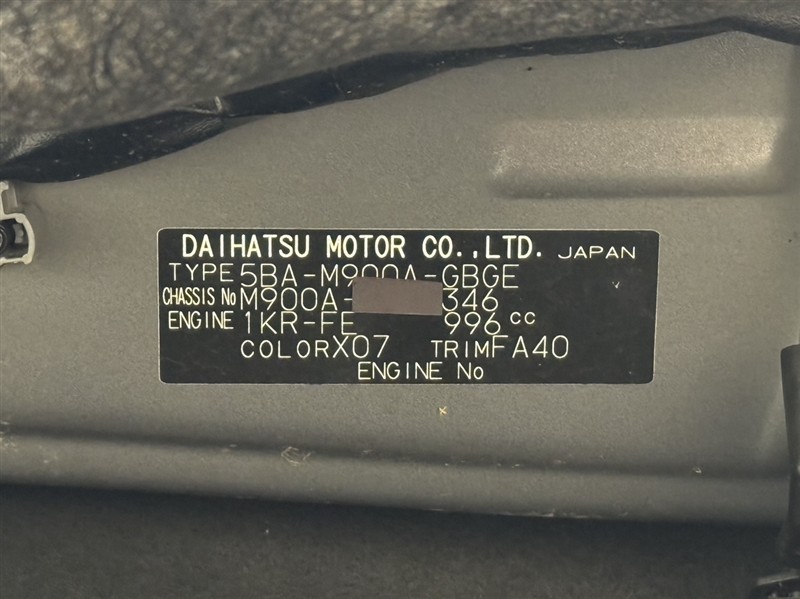 DAIHATSU MOTOR CO.,LTD. JAPAN
TYPE 5BA-M900A-GBGE
CHASSIS No M900A- 346
ENGINE 1KR-FE 996 cc
COLOR X07 TRIM FA40
ENGINE No